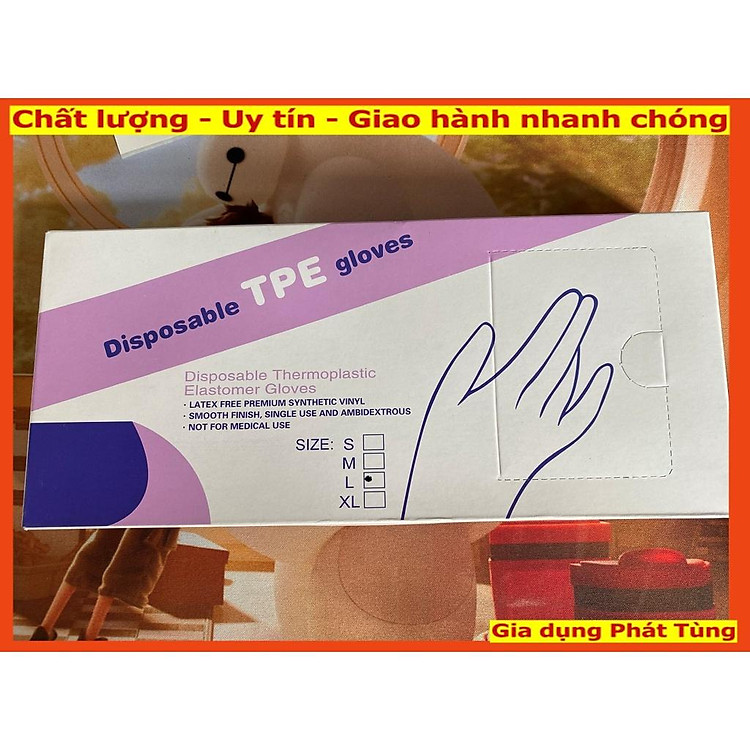 Chất lượng - Uy tín - Giao hành nhanh chóng
Disposable TPE gloves
Disposable Thermoplastic
Elastomer Gloves
· LATEX FREE PREMIUM SYNTHETIC VINYL
· SMOOTH FINISH, SINGLE USE AND AMBIDEXTROUS
· NOT FOR MEDICAL USE
SIZE: S
M
L
XL
Gia dụng Phát Tùng